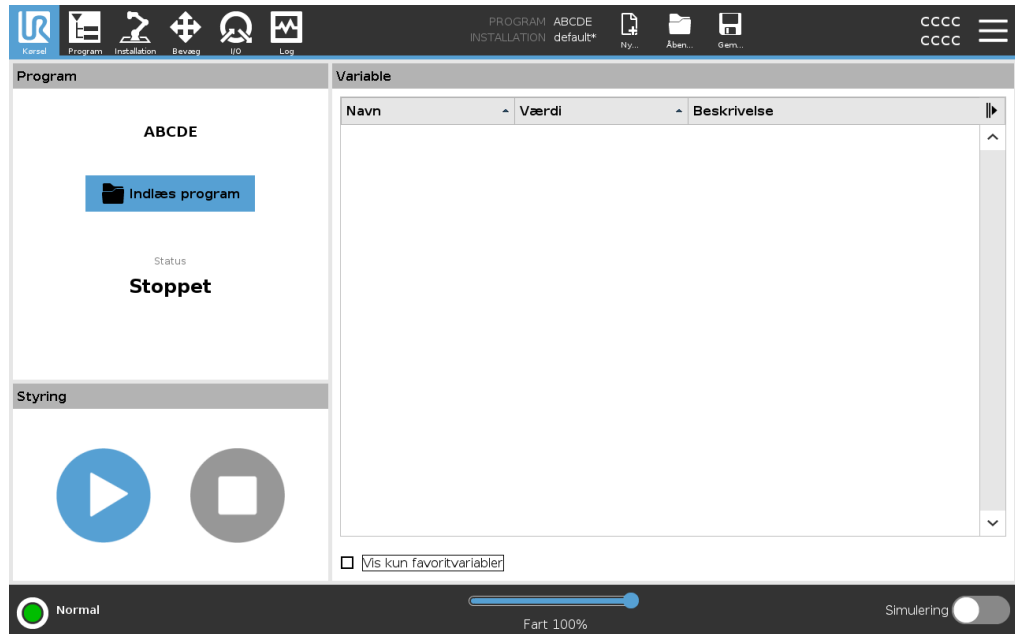 Kørsel
Program
Installation
Bevæg
I/O
Log
PROGRAM ABCDE
INSTALLATION default*
Ny...
Åben...
Gem...
CCCC
CCCC
Program
ABCDE
Indlæs program
Status
Stoppet
Styring
Variable
Navn
Værdi
Beskrivelse
Vis kun favoritvariabler
Normal
Fart 100%
Simulering